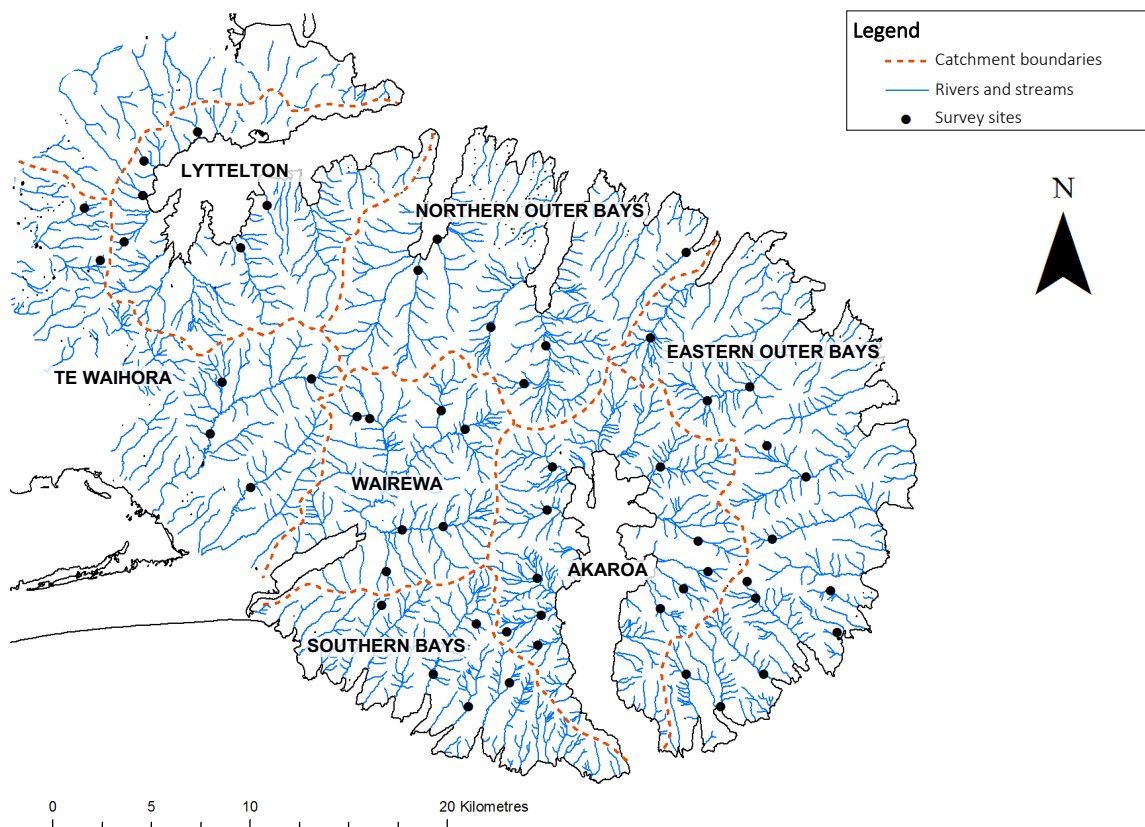 Legend
Catchment boundaries
Rivers and streams
Survey sites
N
LYTTELTON
NORTHERN OUTER BAYS
EASTERN OUTER BAYS
TE WAIHORA
WAIREWA
AKAROA
SOUTHERN BAYS
0 5 10 20 Kilometres